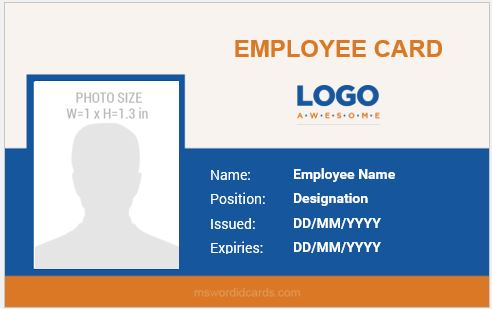 EMPLOYEE CARD
LOGO
A•W•E•S•O•M•E
PHOTO SIZE
W=1 x H=1.3 in
Name: Employee Name
Position: Designation
Issued: DD/MM/YYYY
Expiries: DD/MM/YYYY
mswordidcards.com